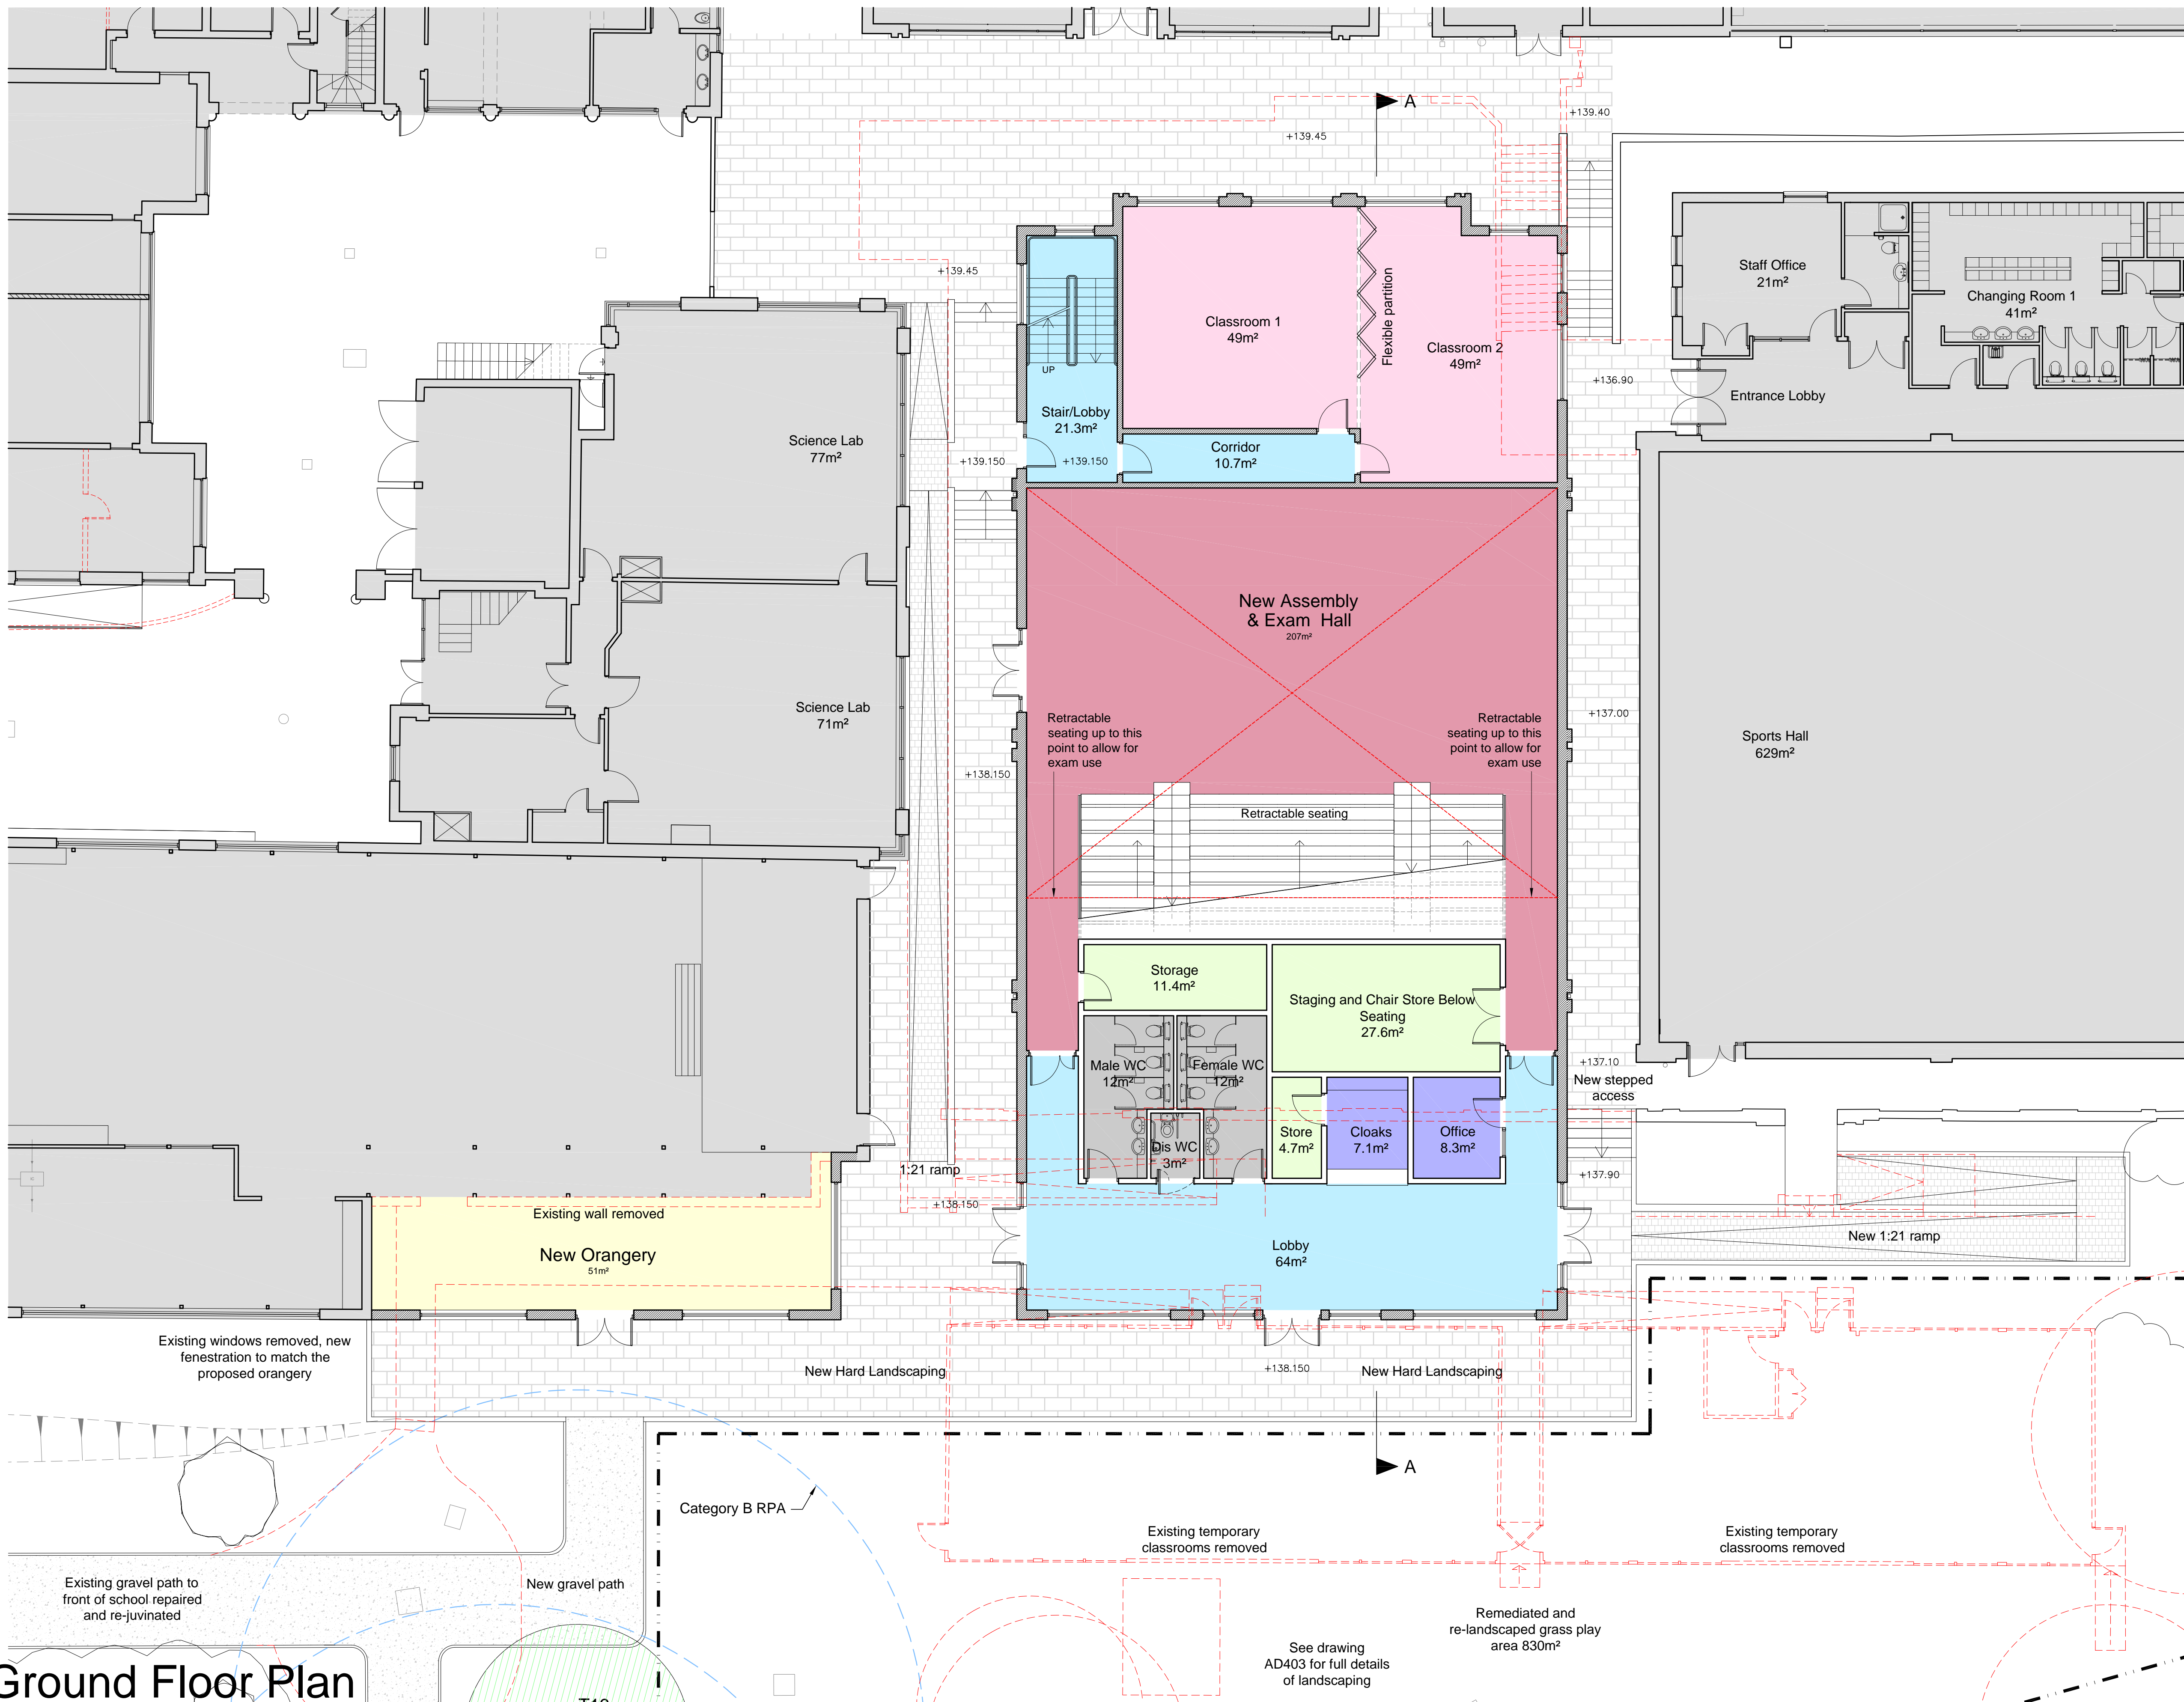 A
+139.40
+139.45
+139.45
Staff Office
21m²
Changing Room 1
41m²
Classroom 1
49m²
Flexible partition
Classroom 2
49m²
UP
+136.90
Entrance Lobby
Stair/Lobby
21.3m²
Science Lab
77m²
Corridor
10.7m²
+139.150
+139.150
New Assembly
& Exam Hall
207m²
Science Lab
71m²
Retractable
seating up to this
point to allow for
exam use
Retractable
seating up to this
point to allow for
exam use
+137.00
Sports Hall
629m²
+138.150
Retractable seating
Storage
11.4m²
Staging and Chair Store Below
Seating
27.6m²
Male WC
12m²
Female WC
12m²
+137.10
New stepped
access
Store
4.7m²
Cloaks
7.1m²
Office
8.3m²
Dis WC
3m²
1:21 ramp
+137.90
+138.150
Existing wall removed
New Orangery
51m²
Lobby
64m²
New 1:21 ramp
Existing windows removed, new
fenestration to match the
proposed orangery
New Hard Landscaping
+138.150
New Hard Landscaping
A
Category B RPA
Existing temporary
classrooms removed
Existing temporary
classrooms removed
Existing gravel path to
front of school repaired
and re-juvinated
New gravel path
Remediated and
re-landscaped grass play
area 830m²
See drawing
AD403 for full details
of landscaping
Ground Floor Plan